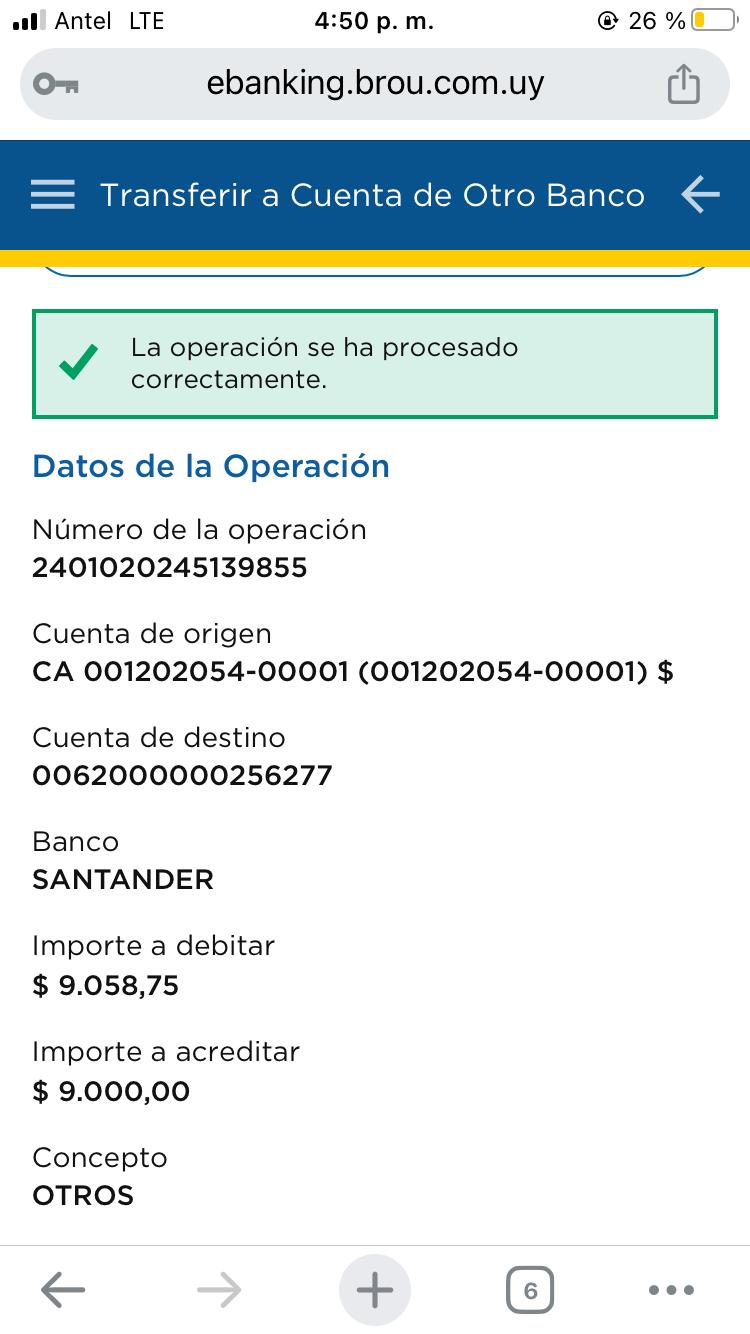 Antel LTE 4:50 p. m. 26 %
ebanking.brou.com.uy
Transferir a Cuenta de Otro Banco
La operación se ha procesado
correctamente.
Datos de la Operación
Número de la operación
2401020245139855
Cuenta de origen
CA 001202054-00001 (001202054-00001) $
Cuenta de destino
0062000000256277
Banco
SANTANDER
Importe a debitar
$ 9.058,75
Importe a acreditar
$ 9.000,00
Concepto
OTROS
6